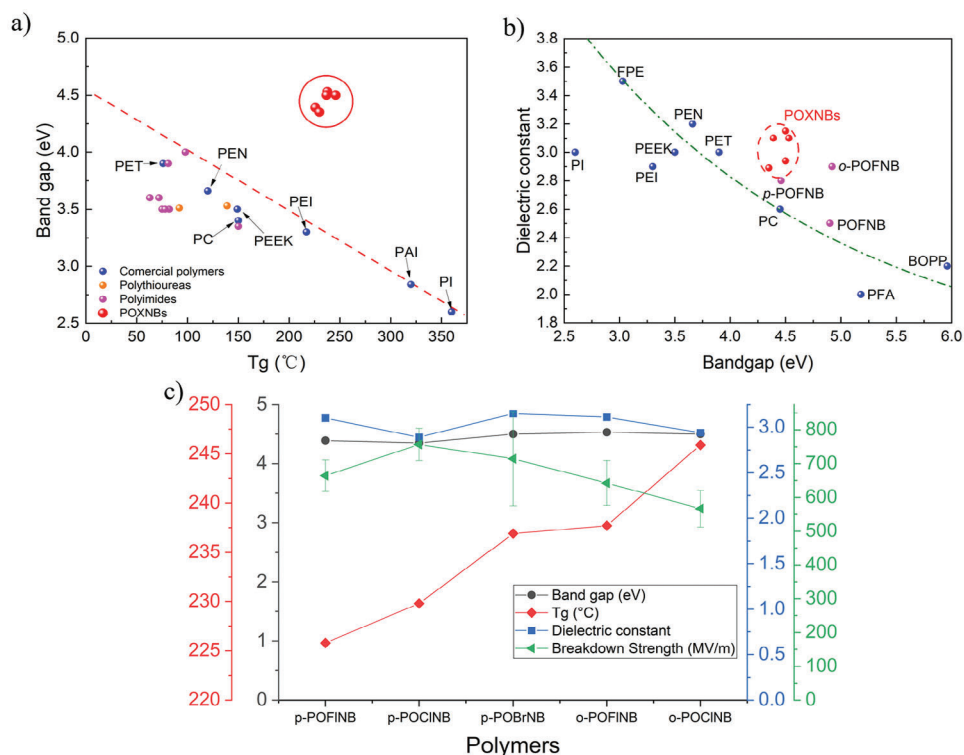 a)
5.0
4.5
4.0
3.5
3.0
2.5
Band gap (eV)
PET
PEN
PC
PEEK
PEI
PAI
PI
Comercial polymers
Polythioureas
Polyimides
POXNBs
0 50 100 150 200 250 300 350
Tg (℃)
b)
3.8
3.6
3.4
3.2
3.0
2.8
2.6
2.4
2.2
2.0
1.8
Dielectric constant
FPE
PEN
POXNBs
PI
PEEK
PET
PEI
o-POFNB
p-POFNB
PC
POFNB
BOPP
PFA
2.5 3.0 3.5 4.0 4.5 5.0 5.5 6.0
Bandgap (eV)
c)
250
245
240
235
230
225
220
5
4
3
2
1
0
3.0
2.5
2.0
1.5
1.0
0.5
0.0
800
700
600
500
400
300
200
100
0
Band gap (eV)
Tg (°C)
Dielectric constant
Breakdown Strength (MV/m)
p-POFINB p-POCINB p-POBrNB o-POFINB o-POCINB
Polymers